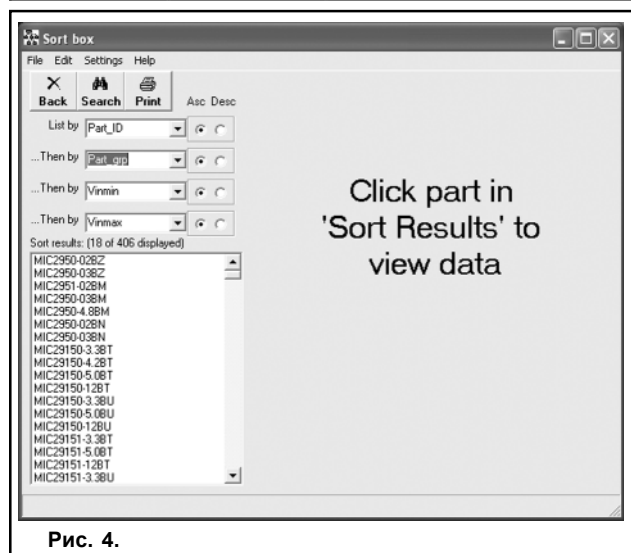 Sort box
File Edit Settings Help
Back Search Print Asc Desc
List by Part_ID
...Then by Part_grp
...Then by Vinmin
...Then by Vinmax
Sort results: (18 of 406 displayed)
MIC2950-02BZ
MIC2950-03BZ
MIC2951-02BM
MIC2950-03BM
MIC2950-4.8BM
MIC2950-02BN
MIC2950-03BN
MIC29150-3.3BT
MIC29150-4.2BT
MIC29150-5.0BT
MIC29150-12BT
MIC29150-3.3BU
MIC29150-5.0BU
MIC29150-12BU
MIC29151-3.3BT
MIC29151-5.0BT
MIC29151-12BT
MIC29151-3.3BU
Click part in
'Sort Results' to
view data
Рис. 4.